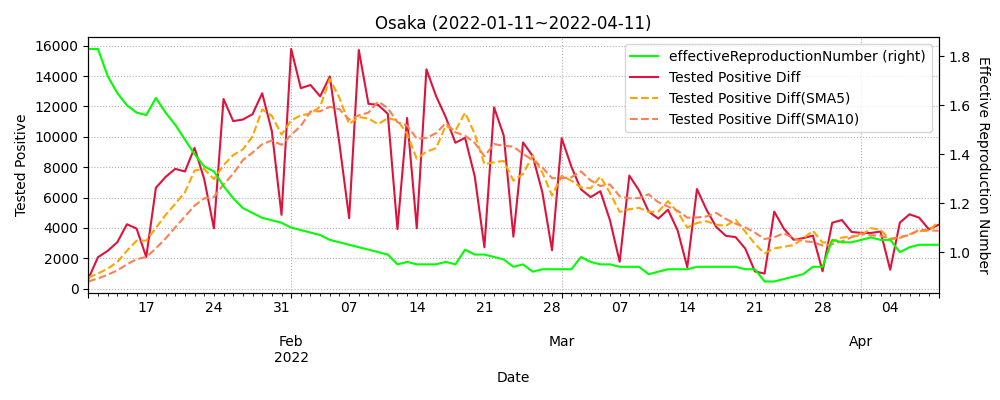 Osaka (2022-01-11~2022-04-11)
effectiveReproductionNumber (right)
Tested Positive Diff
Tested Positive Diff(SMA5)
Tested Positive Diff(SMA10)
Tested Positive
16000
14000
12000
10000
8000
6000
4000
2000
0
1.8
1.6
1.4
1.2
1.0
Effective Reproduction Number
17 24 31 07 14 21 28 07 14 21 28 04
Feb Mar Apr
2022
Date